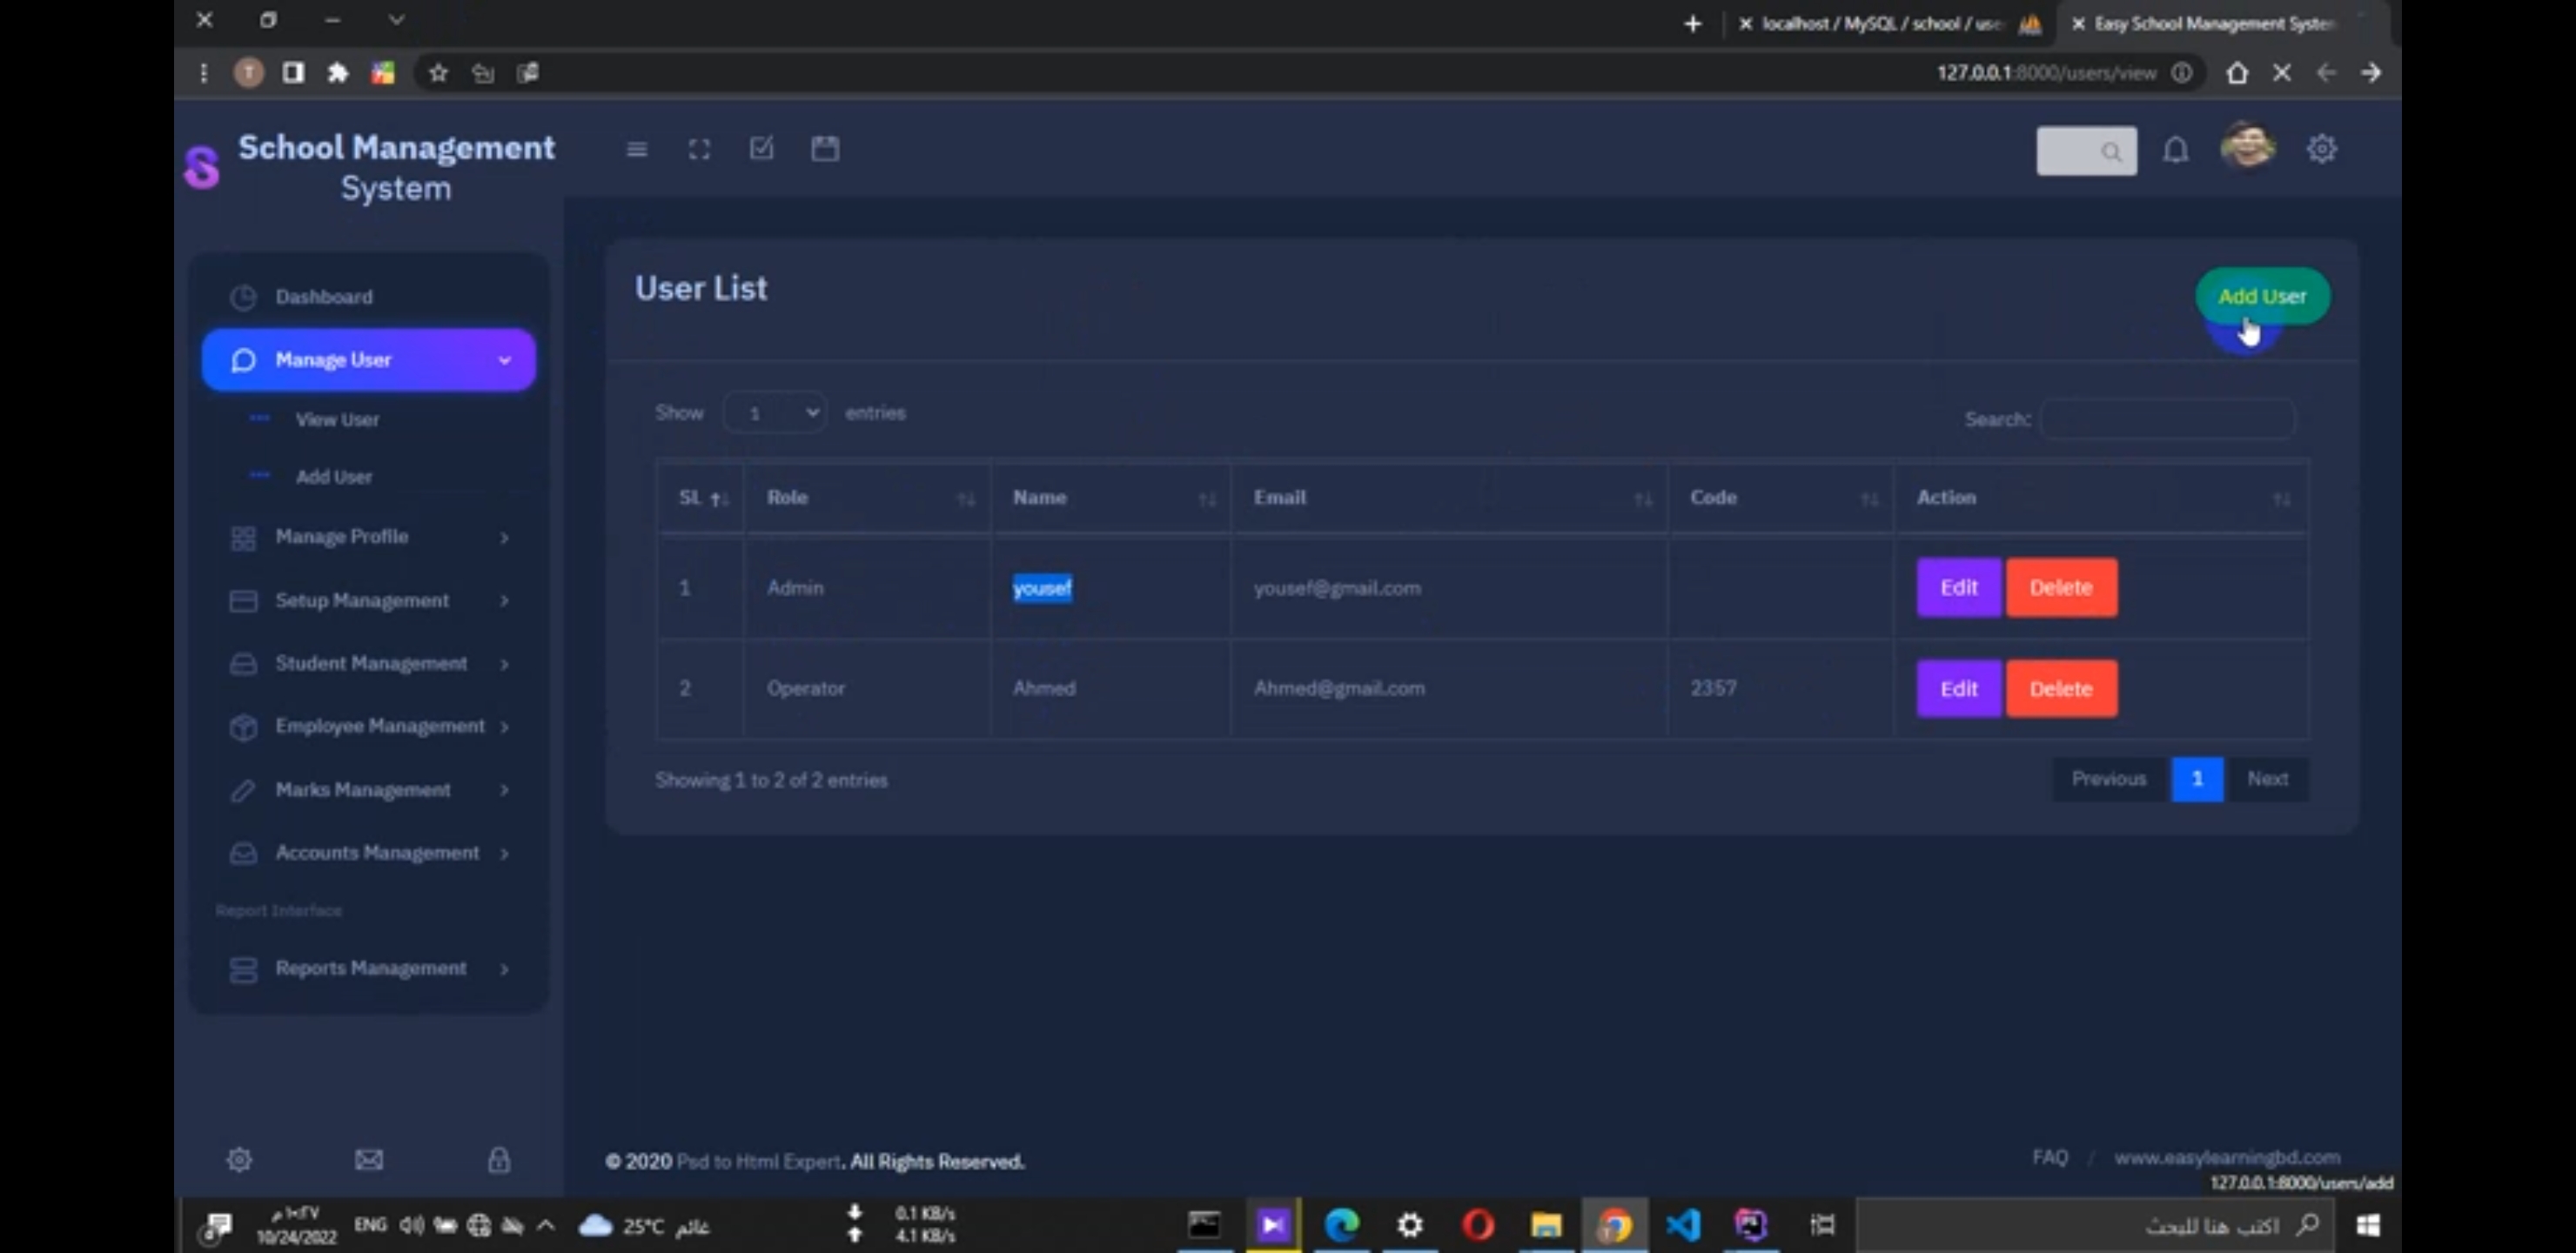 localhost / MySQL / school / use
Easy School Management System
127.0.0.1:8000/users/view
School Management
System
User List
Add User
Dashboard
Manage User
View User
Add User
Manage Profile
Setup Management
Student Management
Employee Management
Marks Management
Accounts Management
Report Interface
Reports Management
Show 1 entries
Search:
SL Role Name Email Code Action
1 Admin yousef yousef@gmail.com Edit Delete
2 Operator Ahmed Ahmed@gmail.com 2357 Edit Delete
Showing 1 to 2 of 2 entries
Previous 1 Next
© 2020 Psd to Html Expert. All Rights Reserved.
FAQ / www.easylearningbd.com
127.0.0.1:8000/users/add
10/24/2022
ENG
25°C غائم
0.1 KB/s
4.1 KB/s
اكتب هنا للبحث